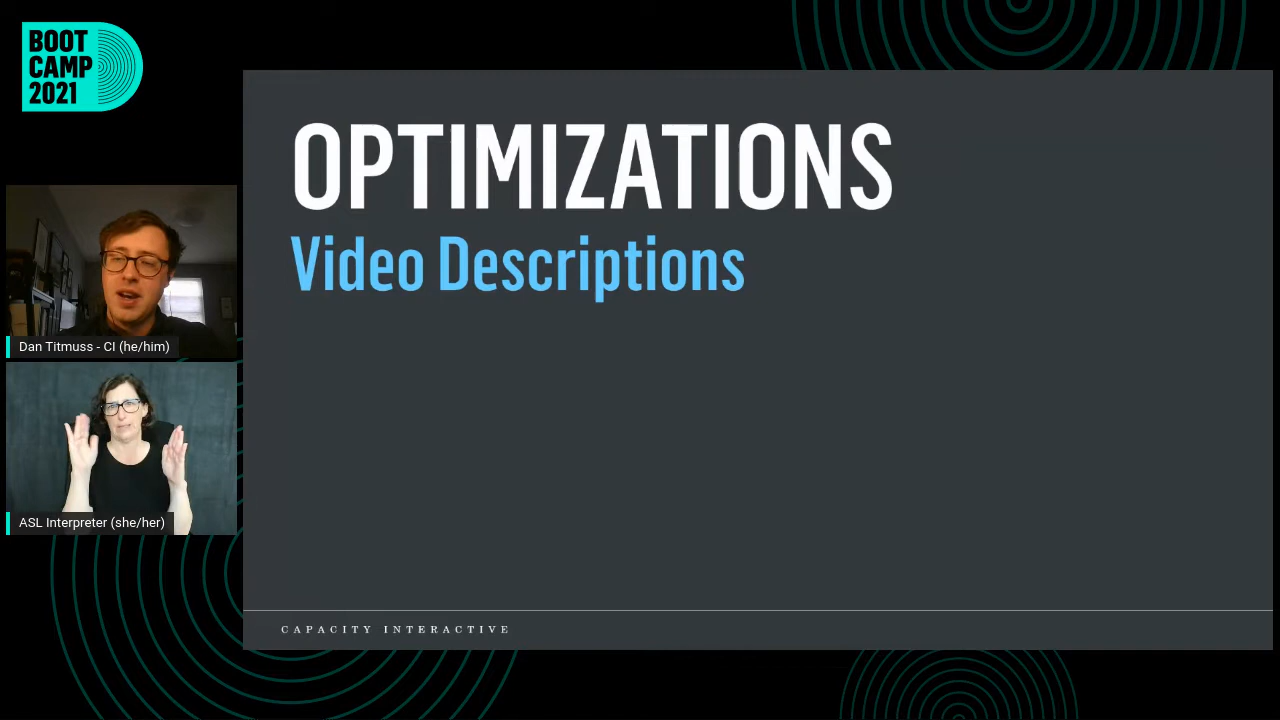 BOOT
CAMP
2021
OPTIMIZATIONS
Video Descriptions
Dan Titmuss - CI (he/him)
ASL Interpreter (she/her)
CAPACITY INTERACTIVE